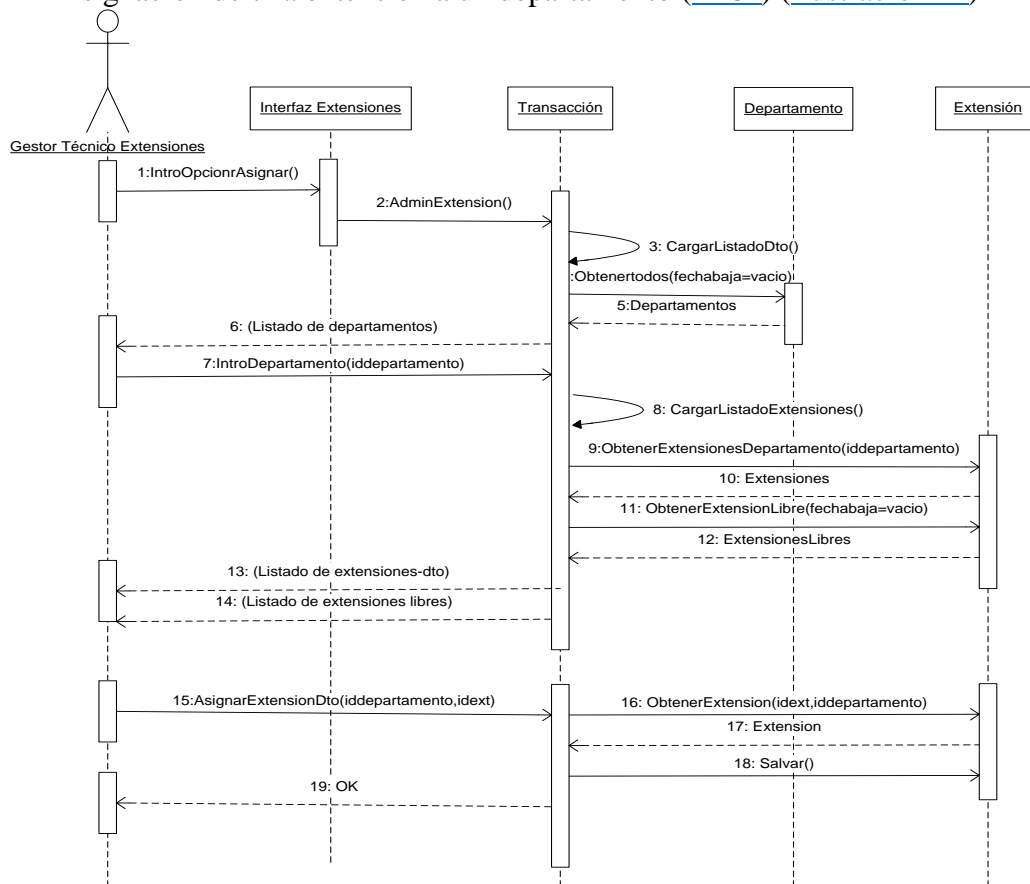 Gestor Técnico Extensiones
Interfaz Extensiones
Transacción
Departamento
Extensión
1:IntroOpcionrAsignar()
2:AdminExtension()
3: CargarListadoDto()
:Obtenertodos(fechabaja=vacio)
5:Departamentos
6: (Listado de departamentos)
7:IntroDepartamento(iddepartamento)
8: CargarListadoExtensiones()
9:ObtenerExtensionesDepartamento(iddepartamento)
10: Extensiones
11: ObtenerExtensionLibre(fechabaja=vacio)
12: ExtensionesLibres
13: (Listado de extensiones-dto)
14: (Listado de extensiones libres)
15:AsignarExtensionDto(iddepartamento,idext)
16: ObtenerExtension(idext,iddepartamento)
17: Extension
18: Salvar()
19: OK